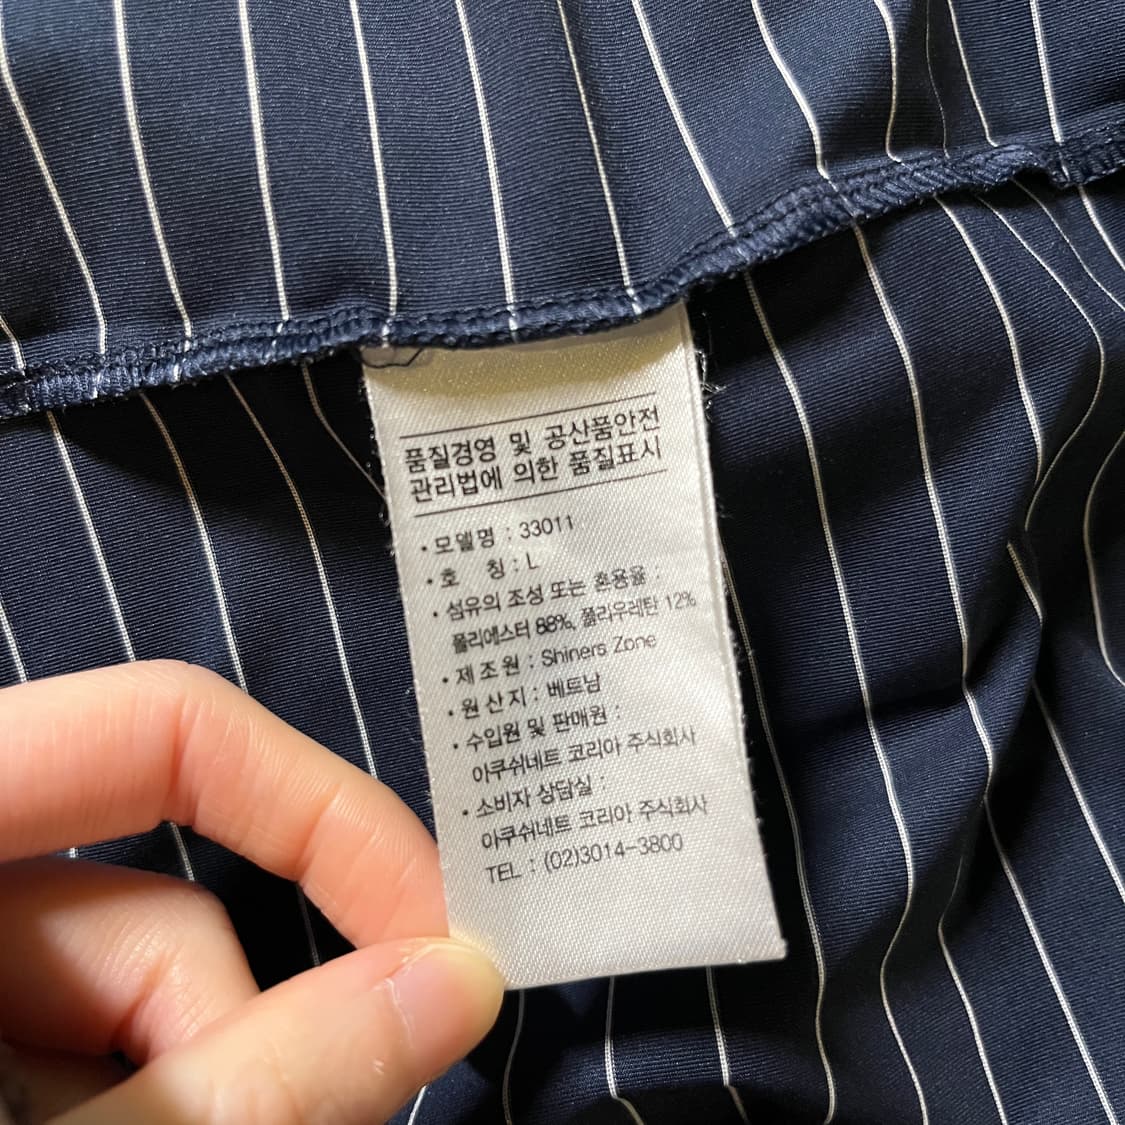 품질경영 및 공산품안전
관리법에 의한 품질표시
• 모델명 : 33011
• 호 칭 : L
• 섬유의 조성 또는 혼용율 :
폴리에스터 88%, 폴리우레탄 12%
• 제조원 : Shiners Zone
• 원산지 : 베트남
• 수입원 및 판매원 :
아쿠쉬네트 코리아 주식회사
• 소비자 상담실 :
아쿠쉬네트 코리아 주식회사
TEL : (02)3014-3800